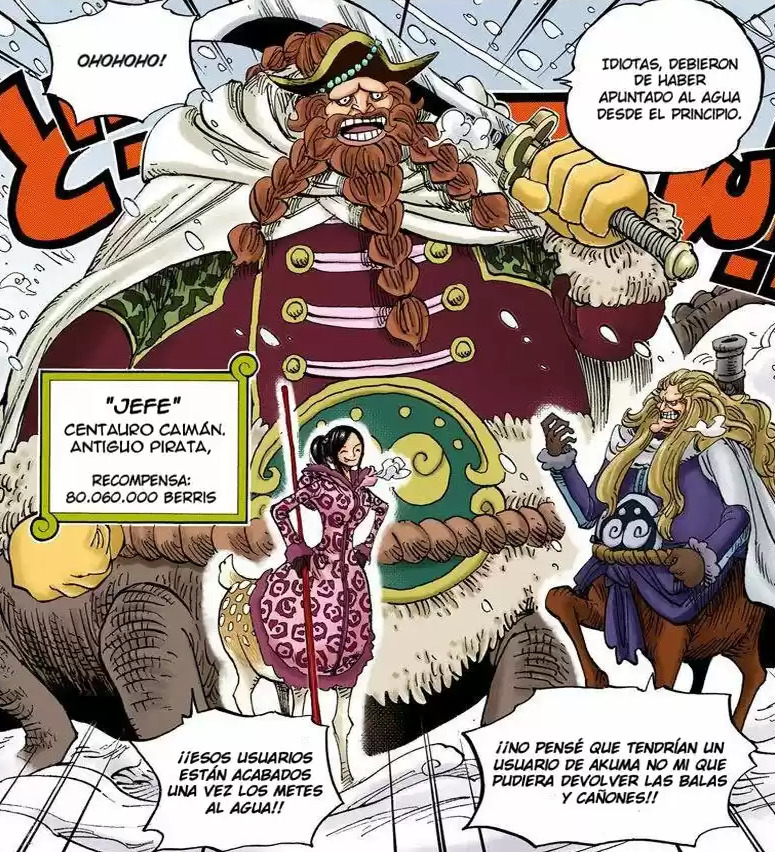 OHOHOHO!
IDIOTAS, DEBIERON
DE HABER
APUNTADO AL AGUA
DESDE EL PRINCIPIO.
"JEFE"
CENTAURO CAIMÁN.
ANTIGUO PIRATA,
RECOMPENSA:
80.060.000 BERRIS
¡¡ESOS USUARIOS
ESTÁN ACABADOS
UNA VEZ LOS METES
AL AGUA!!
¡¡NO PENSÉ QUE TENDRÍAN UN
USUARIO DE AKUMA NO MI QUE
PUDIERA DEVOLVER LAS BALAS
Y CAÑONES!!